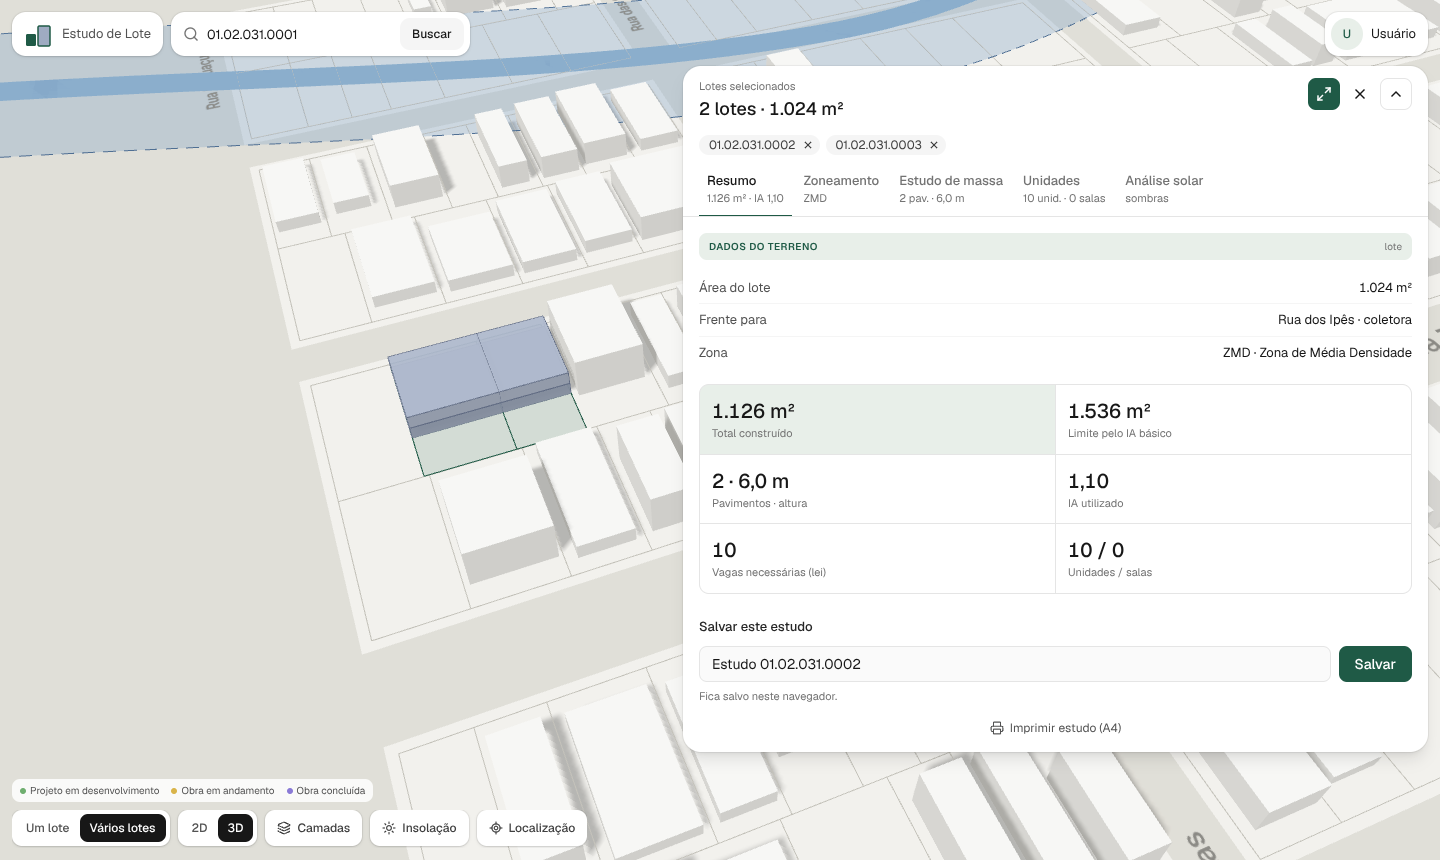 Estudo de Lote
01.02.031.0001
Buscar
U
Usuário
Lotes selecionados
2 lotes · 1.024 m²
01.02.031.0002
01.02.031.0003
Resumo
1.126 m² · IA 1,10
Zoneamento
ZMD
Estudo de massa
2 pav. · 6,0 m
Unidades
10 unid. · 0 salas
Análise solar
sombras
DADOS DO TERRENO
lote
Área do lote
1.024 m²
Frente para
Rua dos Ipês · coletora
Zona
ZMD · Zona de Média Densidade
1.126 m²
Total construído
1.536 m²
Limite pelo IA básico
2 · 6,0 m
Pavimentos · altura
1,10
IA utilizado
10
Vagas necessárias (lei)
10 / 0
Unidades / salas
Salvar este estudo
Estudo 01.02.031.0002
Salvar
Fica salvo neste navegador.
Imprimir estudo (A4)
Projeto em desenvolvimento
Obra em andamento
Obra concluída
Um lote
Vários lotes
2D
3D
Camadas
Insolação
Localização
Rua das
Rua
as